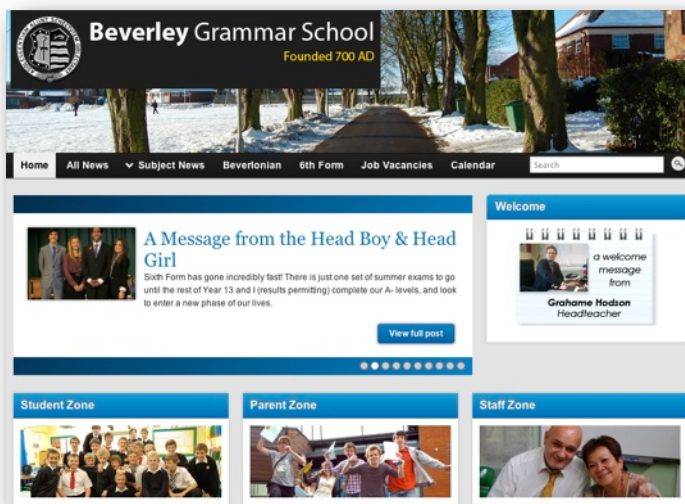 Beverley Grammar School
Founded 700 AD
Home All News Subject News Beverlonian 6th Form Job Vacancies Calendar Search
A Message from the Head Boy & Head
Girl
Sixth Form has gone incredibly fast! There is just one set of summer exams to go
until the rest of Year 13 and I (results permitting) complete our A- levels, and look
to enter a new phase of our lives.
View full post
Welcome
a welcome
message
from
Grahame Hodson
Headteacher
Student Zone
Parent Zone
Staff Zone